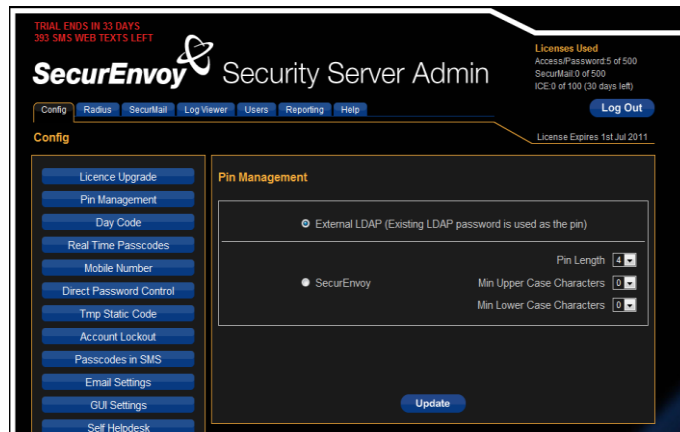 TRIAL ENDS IN 33 DAYS
393 SMS WEB TEXTS LEFT
SecurEnvoy Security Server Admin
Licenses Used
Access/Password:5 of 500
SecurMail:0 of 500
ICE:0 of 100 (30 days left)
Log Out
Config Radius SecurMail Log Viewer Users Reporting Help
Config
License Expires 1st Jul 2011
Licence Upgrade
Pin Management
Day Code
Real Time Passcodes
Mobile Number
Direct Password Control
Tmp Static Code
Account Lockout
Passcodes in SMS
Email Settings
GUI Settings
Self Helpdesk
Pin Management
External LDAP (Existing LDAP password is used as the pin)
SecurEnvoy
Pin Length 4
Min Upper Case Characters 0
Min Lower Case Characters 0
Update